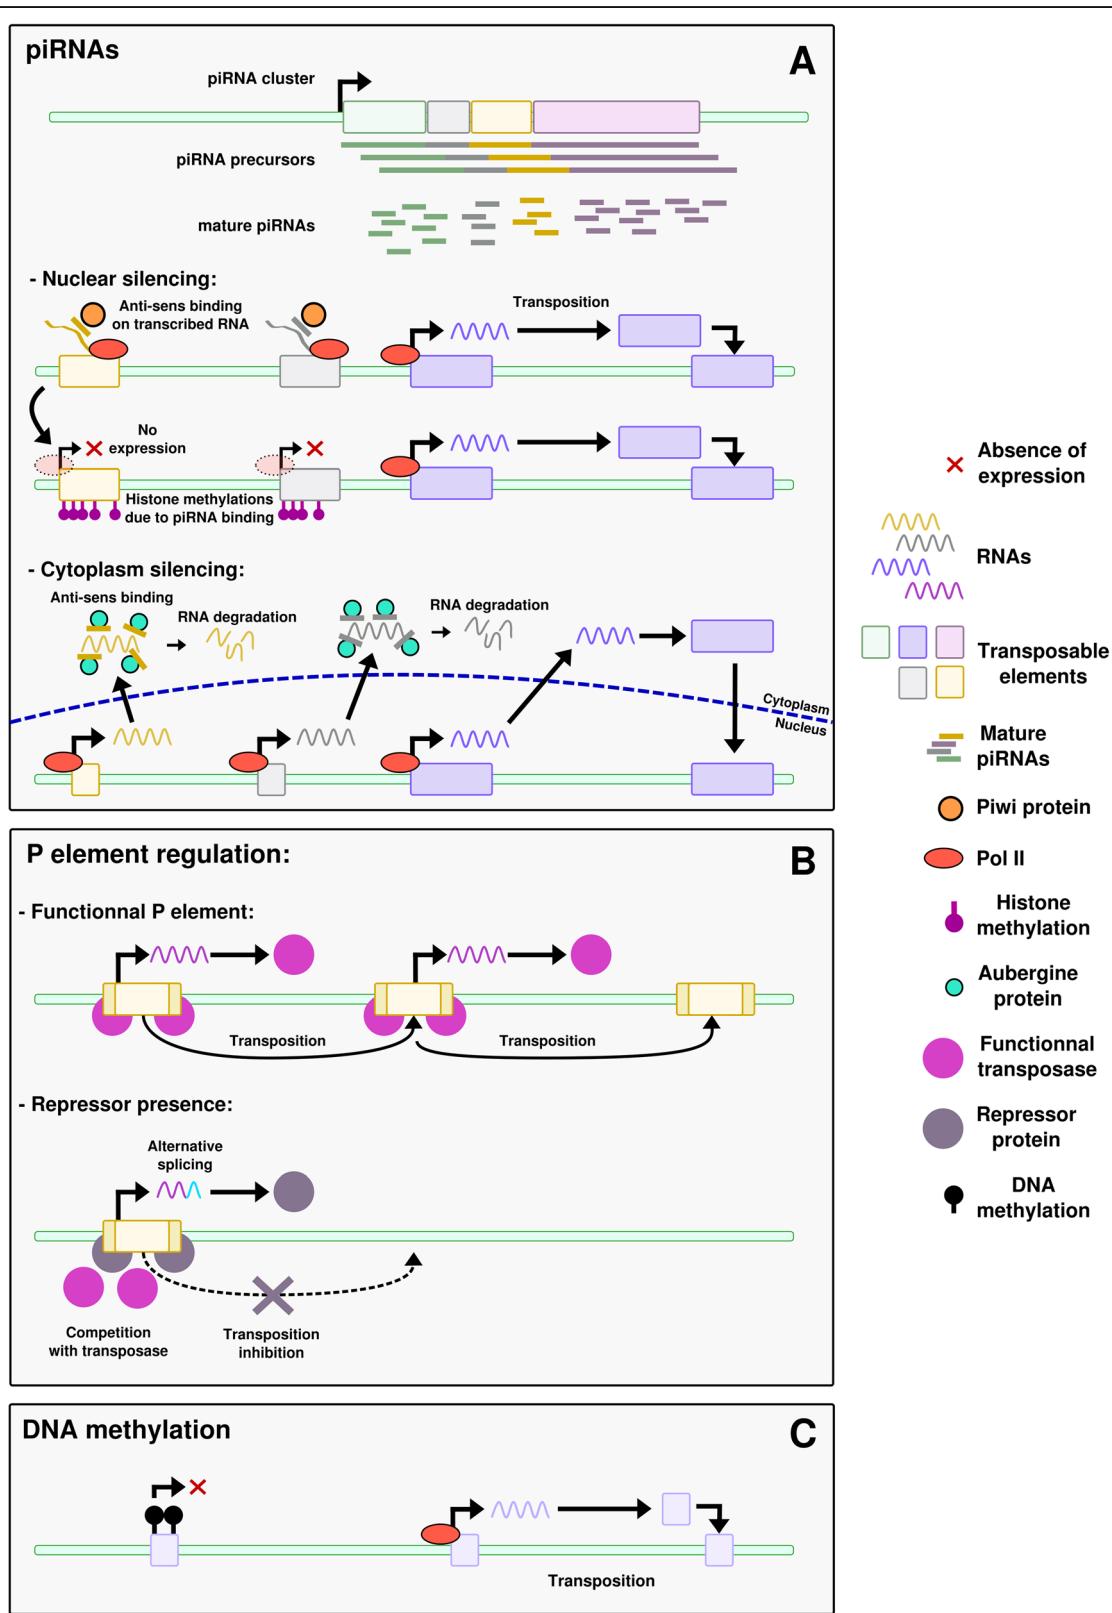 piRNAs
A
piRNA cluster
piRNA precursors
mature piRNAs
- Nuclear silencing:
Anti-sens binding
on transcribed RNA
Transposition
No
expression
Histone methylations
due to piRNA binding
- Cytoplasm silencing:
Anti-sens binding
RNA degradation
RNA degradation
Cytoplasm
Nucleus
P element regulation:
B
- Functionnal P element:
Transposition
Transposition
- Repressor presence:
Alternative
splicing
Competition
with transposase
Transposition
inhibition
DNA methylation
C
Transposition
Absence of
expression
RNAs
Transposable
elements
Mature
piRNAs
Piwi protein
Pol II
Histone
methylation
Aubergine
protein
Functionnal
transposase
Repressor
protein
DNA
methylation